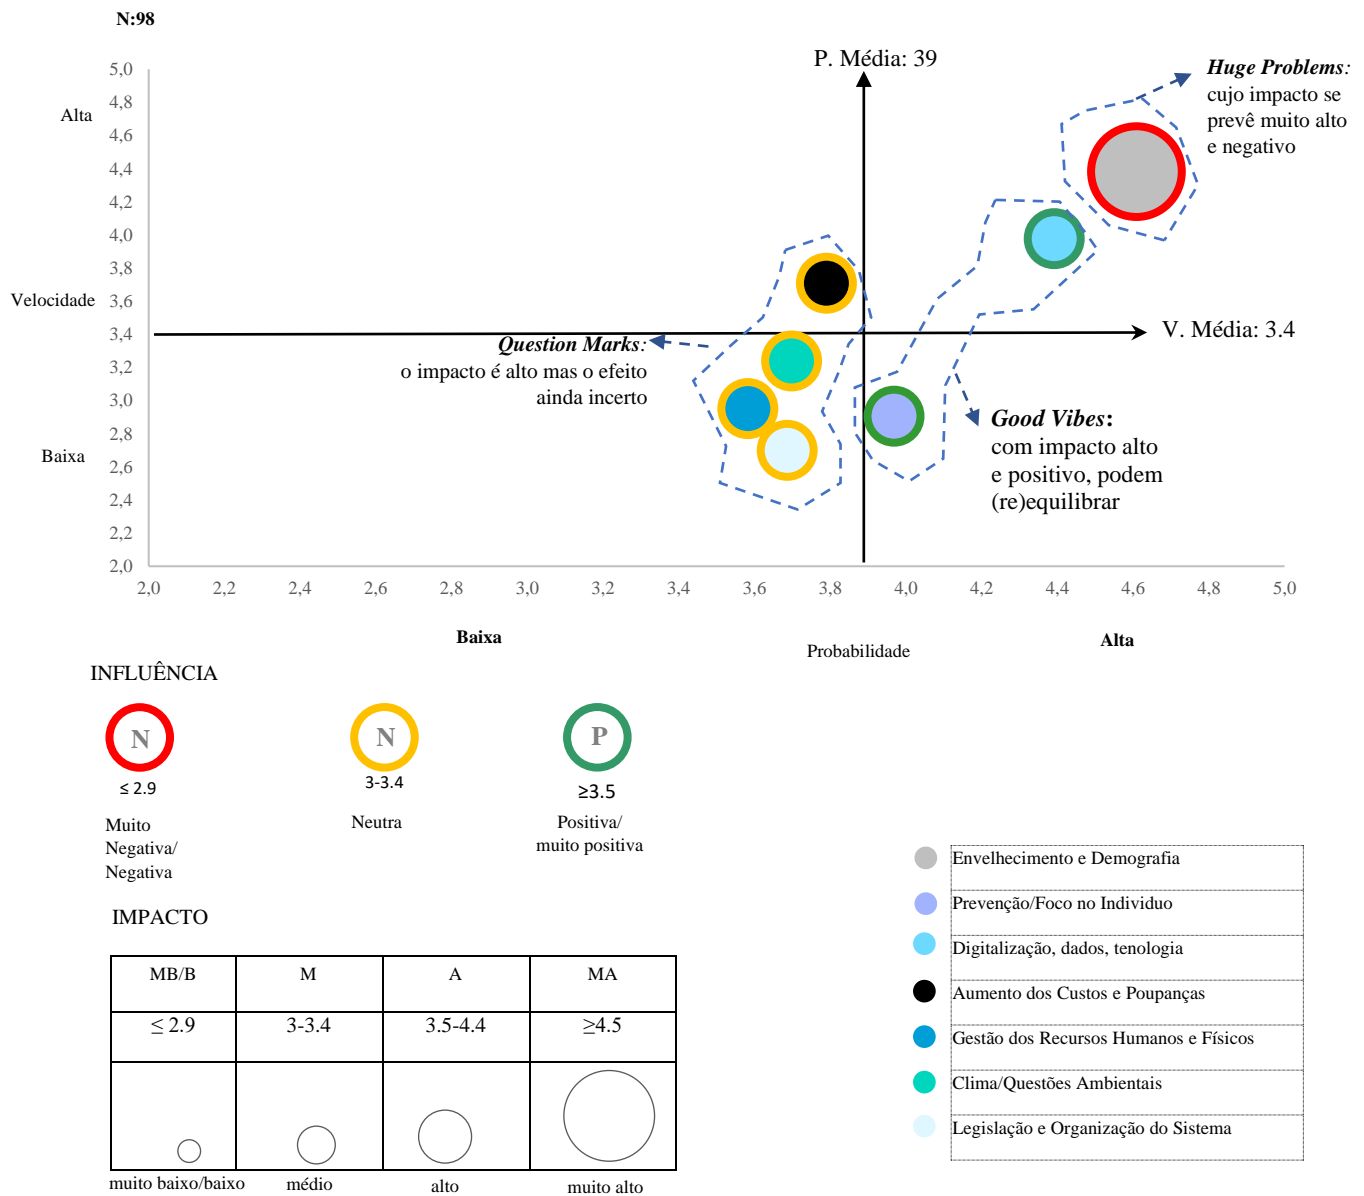 N:98
P. Média: 39
Huge Problems:
cujo impacto se
prevê muito alto
e negativo
5,0
4,8
Alta
4,6
4,4
4,2
4,0
3,8
Velocidade
3,6
3,4
V. Média: 3.4
Question Marks:
o impacto é alto mas o efeito
ainda incerto
3,2
3,0
2,8
Baixa
2,6
2,4
2,2
2,0
Good Vibes:
com impacto alto
e positivo, podem
(re)equilibrar
2,0 2,2 2,4 2,6 2,8 3,0 3,2 3,4 3,6 3,8 4,0 4,2 4,4 4,6 4,8 5,0
Baixa
Probabilidade
Alta
INFLUÊNCIA
N
≤ 2.9
Muito
Negativa/
Negativa
N
3-3.4
Neutra
P
≥3.5
Positiva/
muito positiva
IMPACTO
MB/B M A MA
≤ 2.9 3-3.4 3.5-4.4 ≥4.5
muito baixo/baixo médio alto muito alto
Envelhecimento e Demografia
Prevenção/Foco no Individuo
Digitalização, dados, tenologia
Aumento dos Custos e Poupanças
Gestão dos Recursos Humanos e Físicos
Clima/Questões Ambientais
Legislação e Organização do Sistema